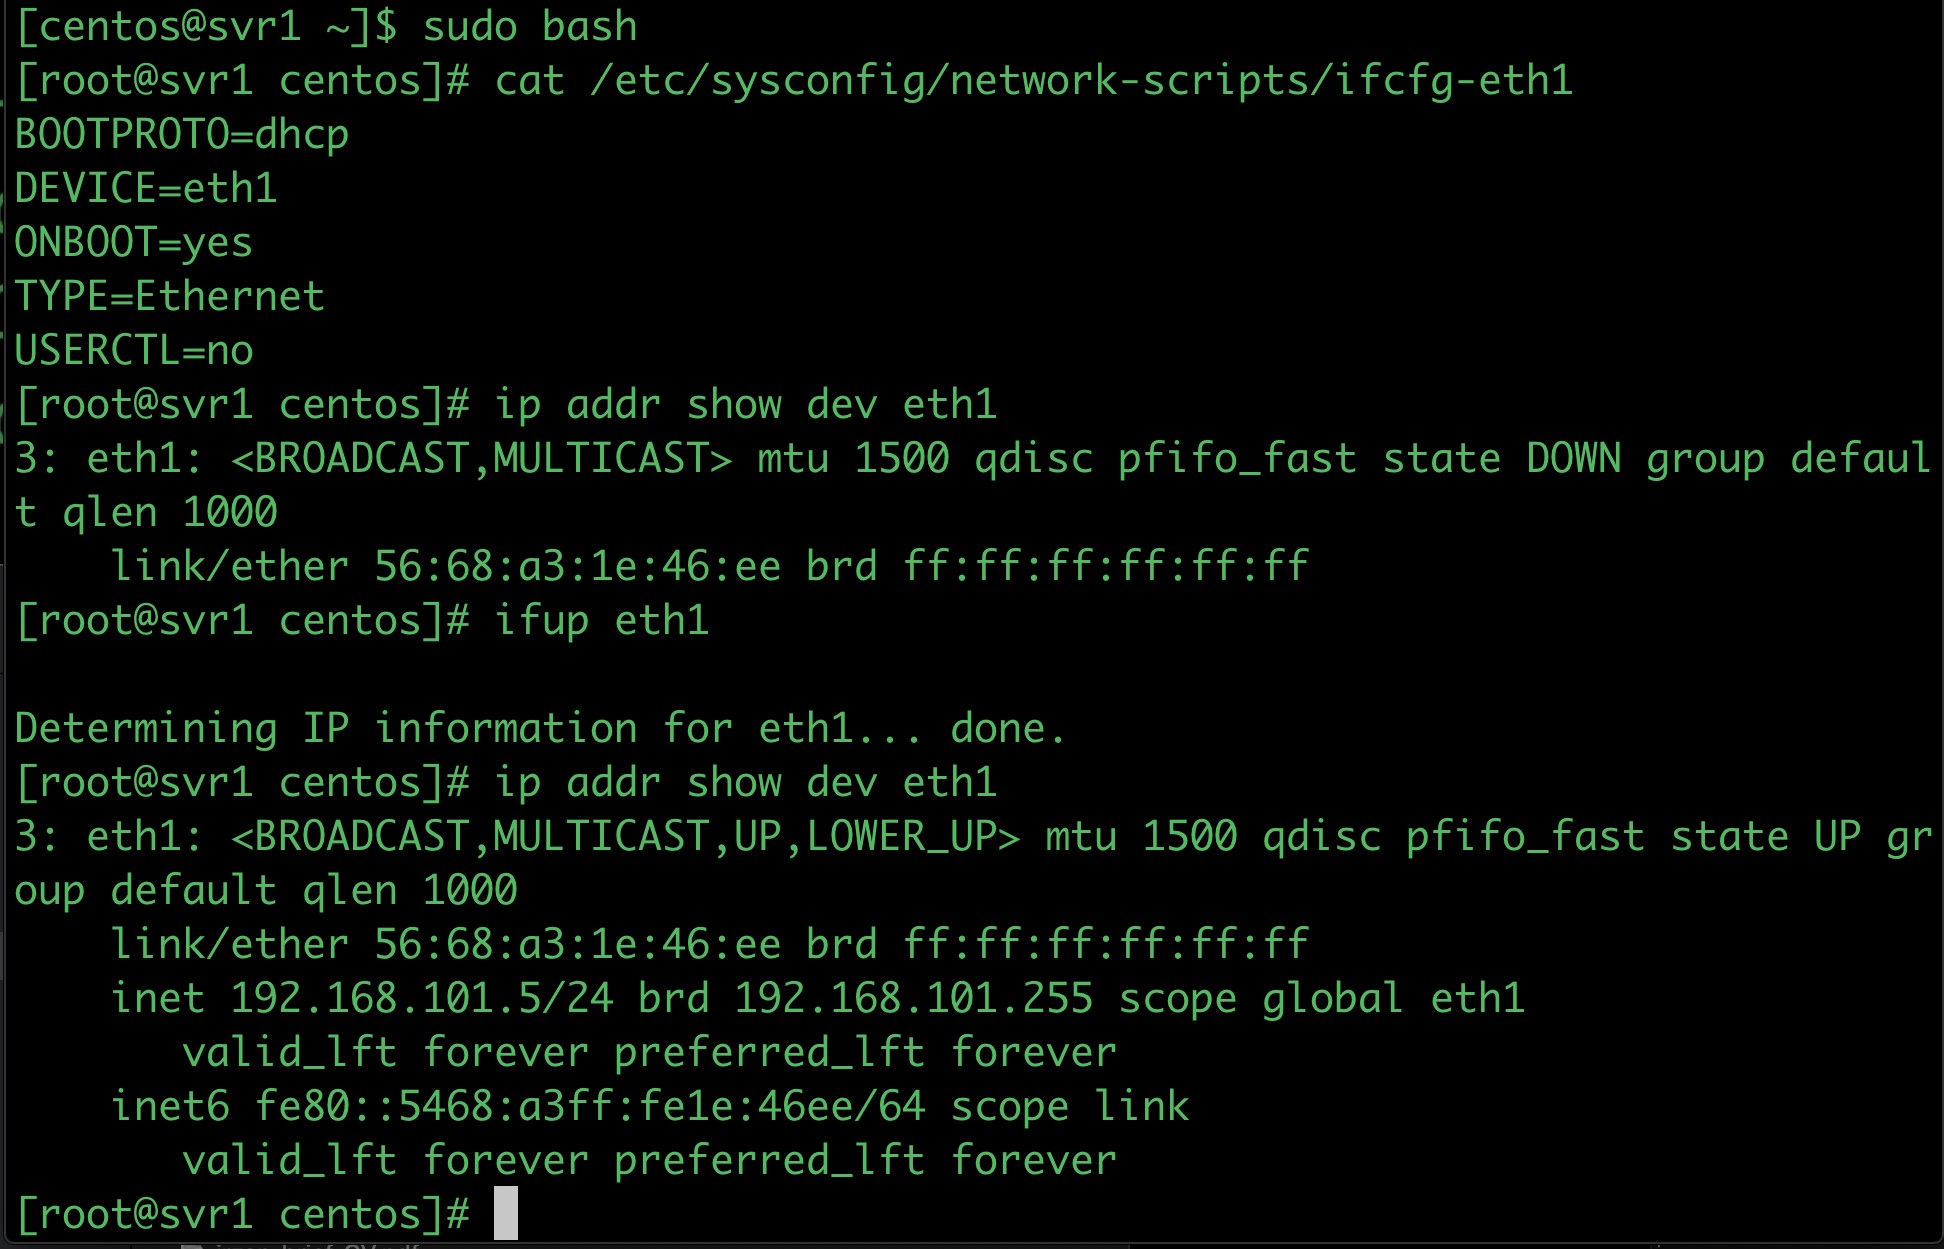 [centos@svr1 ~]$ sudo bash
[root@svr1 centos]# cat /etc/sysconfig/network-scripts/ifcfg-eth1
BOOTPROTO=dhcp
DEVICE=eth1
ONBOOT=yes
TYPE=Ethernet
USERCTL=no
[root@svr1 centos]# ip addr show dev eth1
3: eth1: <BROADCAST,MULTICAST> mtu 1500 qdisc pfifo_fast state DOWN group defaul
t qlen 1000
    link/ether 56:68:a3:1e:46:ee brd ff:ff:ff:ff:ff:ff
[root@svr1 centos]# ifup eth1

Determining IP information for eth1... done.
[root@svr1 centos]# ip addr show dev eth1
3: eth1: <BROADCAST,MULTICAST,UP,LOWER_UP> mtu 1500 qdisc pfifo_fast state UP gr
oup default qlen 1000
    link/ether 56:68:a3:1e:46:ee brd ff:ff:ff:ff:ff:ff
    inet 192.168.101.5/24 brd 192.168.101.255 scope global eth1
       valid_lft forever preferred_lft forever
    inet6 fe80::5468:a3ff:fe1e:46ee/64 scope link
       valid_lft forever preferred_lft forever
[root@svr1 centos]#